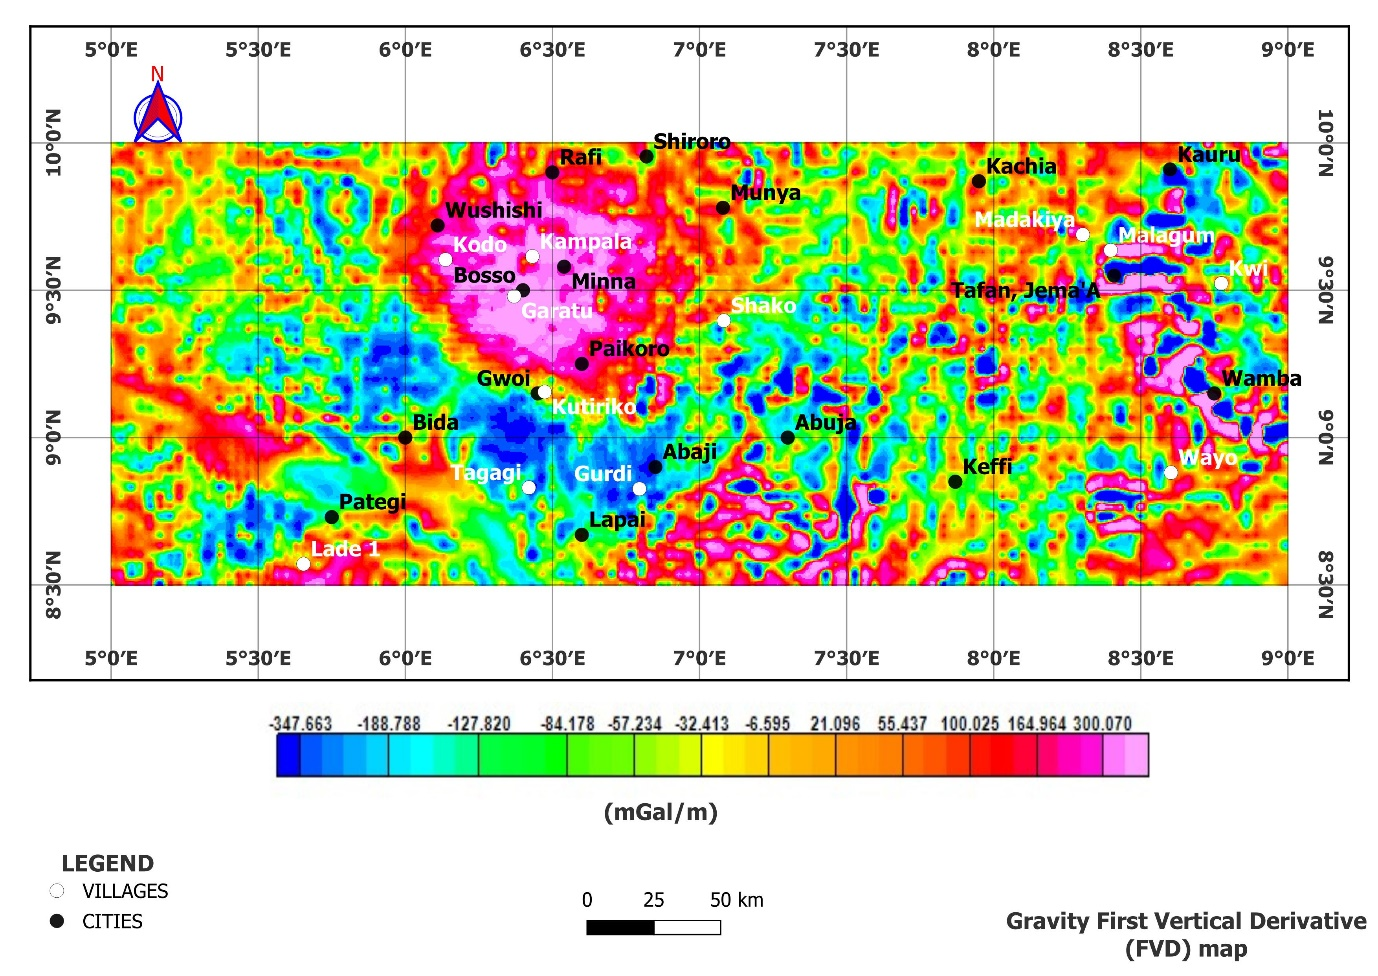 5°0′E 5°30′E 6°0′E 6°30′E 7°0′E 7°30′E 8°0′E 8°30′E 9°0′E
N
10°0′N 10°0′N
Shiroro
Rafi Kachia Kauru
Munya
Wushishi Madakiya
Kodo Kampala Malagum
Bosso Minna Kwi
9°30′N Tafan, Jema'A 9°30′N
Garatu Shako
Paikoro
Gwoi Wamba
Kutiriko
Bida Abuja
9°0′N 9°0′N
Abaji
Tagagi Gurdi Keffi Wayo
Pategi
Lapai
Lade 1
8°30′N 8°30′N
5°0′E 5°30′E 6°0′E 6°30′E 7°0′E 7°30′E 8°0′E 8°30′E 9°0′E
-347.663 -188.788 -127.820 -84.178 -57.234 -32.413 -6.595 21.096 55.437 100.025 164.964 300.070
(mGal/m)
LEGEND
VILLAGES
CITIES
0 25 50 km
Gravity First Vertical Derivative
(FVD) map